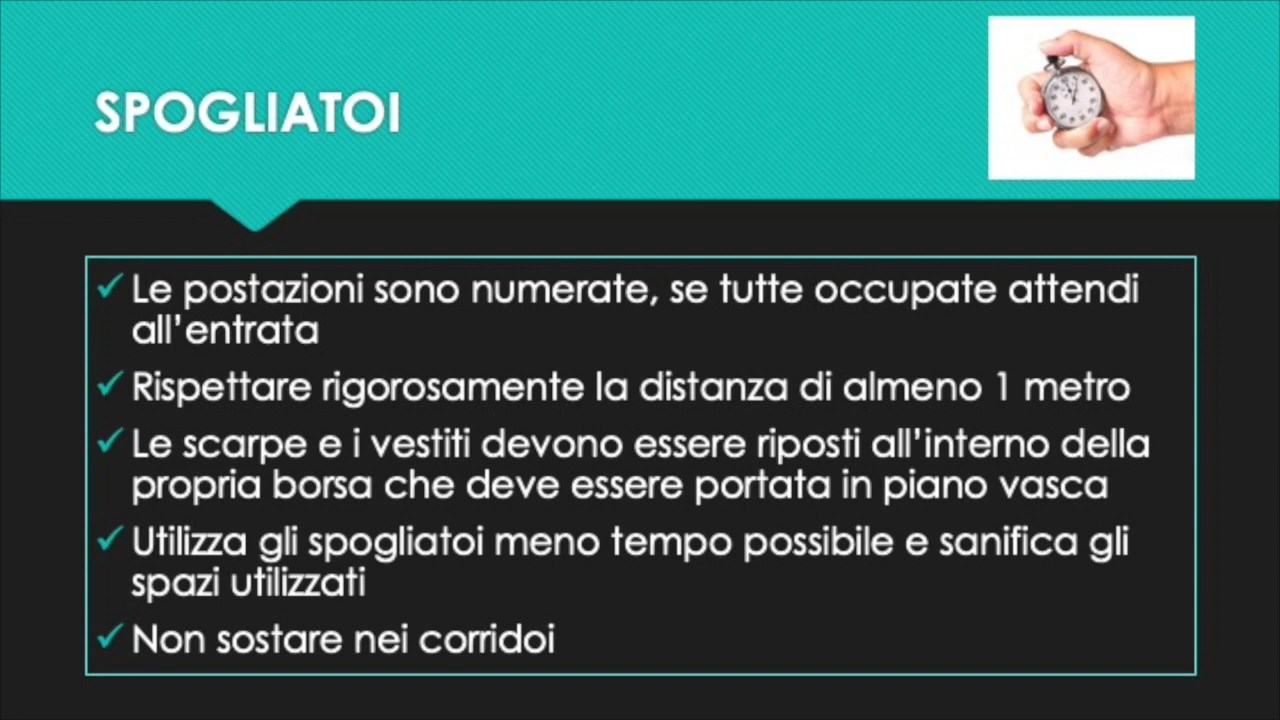 SPOGLIATOI
Le postazioni sono numerate, se tutte occupate attendi
all’entrata
Rispettare rigorosamente la distanza di almeno 1 metro
Le scarpe e i vestiti devono essere riposti all’interno della
propria borsa che deve essere portata in piano vasca
Utilizza gli spogliatoi meno tempo possibile e sanifica gli
spazi utilizzati
Non sostare nei corridoi